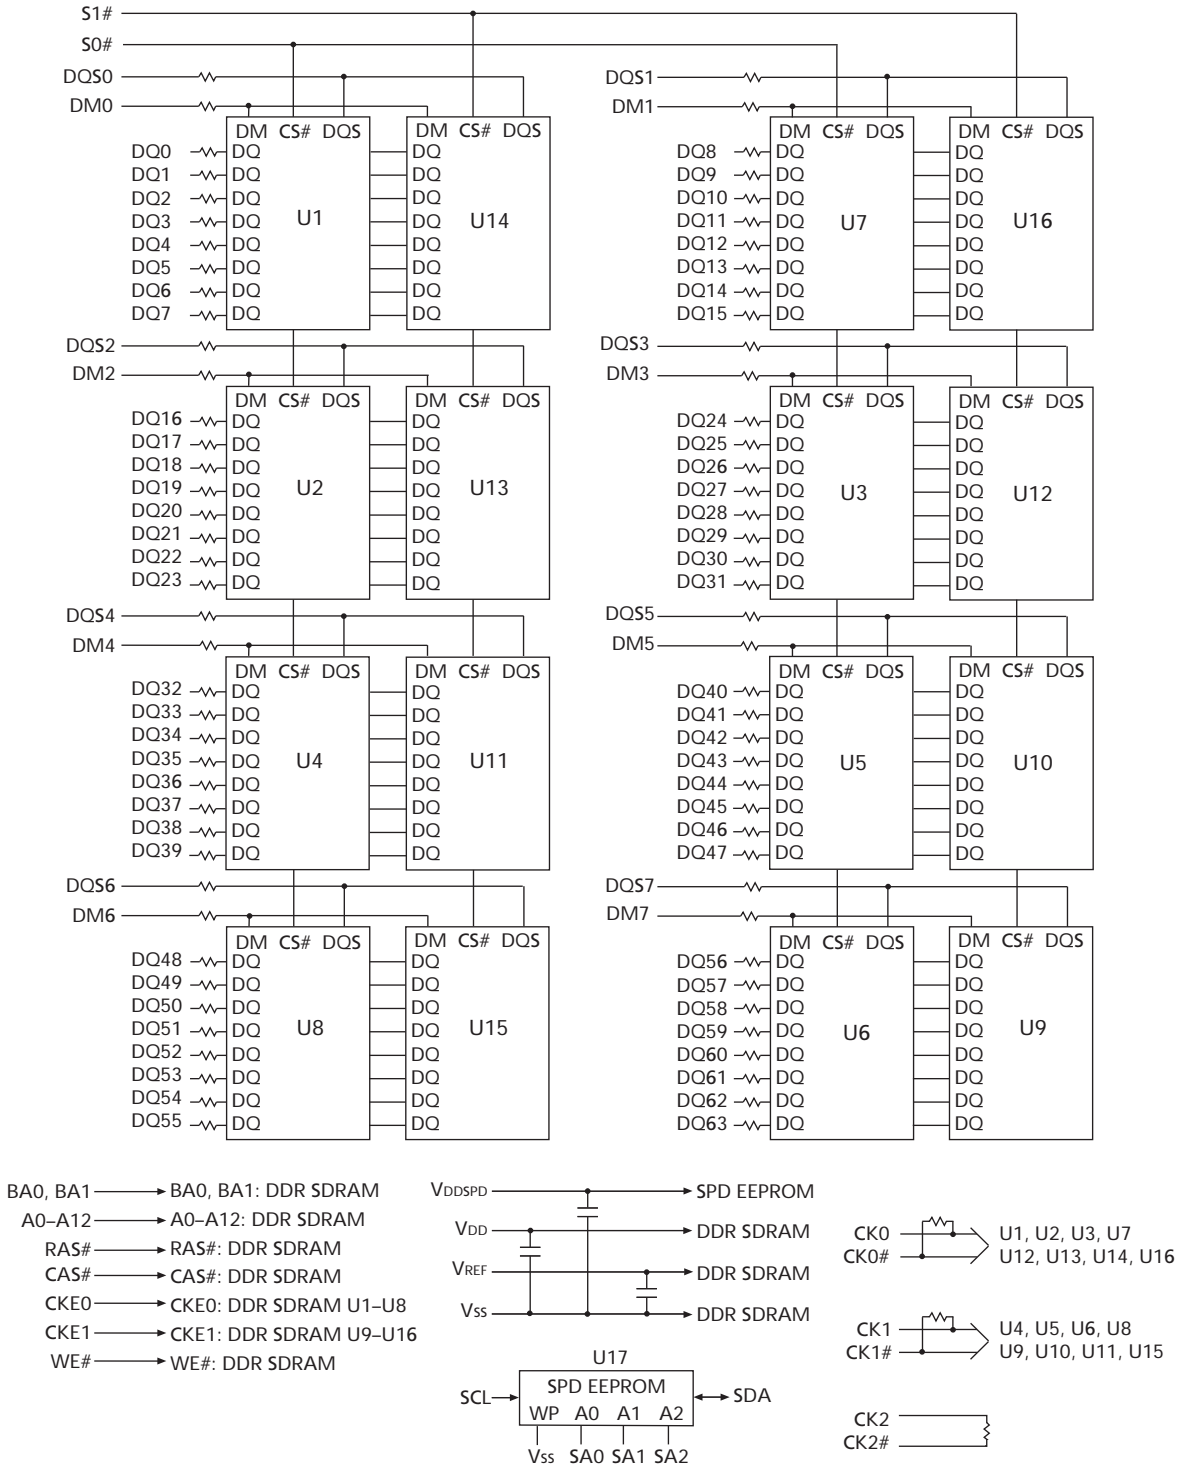 S1#
S0#
DQS0
DM0
DM CS# DQS
DM CS# DQS
DQ0 DQ DQ
DQ1 DQ DQ
DQ2 DQ DQ
DQ3 DQ DQ
DQ4 DQ DQ
DQ5 DQ DQ
DQ6 DQ DQ
DQ7 DQ DQ
U1
U14
DQS1
DM1
DM CS# DQS
DM CS# DQS
DQ8 DQ DQ
DQ9 DQ DQ
DQ10 DQ DQ
DQ11 DQ DQ
DQ12 DQ DQ
DQ13 DQ DQ
DQ14 DQ DQ
DQ15 DQ DQ
U7
U16
DQS2
DM2
DM CS# DQS
DM CS# DQS
DQ16 DQ DQ
DQ17 DQ DQ
DQ18 DQ DQ
DQ19 DQ DQ
DQ20 DQ DQ
DQ21 DQ DQ
DQ22 DQ DQ
DQ23 DQ DQ
U2
U13
DQS3
DM3
DM CS# DQS
DM CS# DQS
DQ24 DQ DQ
DQ25 DQ DQ
DQ26 DQ DQ
DQ27 DQ DQ
DQ28 DQ DQ
DQ29 DQ DQ
DQ30 DQ DQ
DQ31 DQ DQ
U3
U12
DQS4
DM4
DM CS# DQS
DM CS# DQS
DQ32 DQ DQ
DQ33 DQ DQ
DQ34 DQ DQ
DQ35 DQ DQ
DQ36 DQ DQ
DQ37 DQ DQ
DQ38 DQ DQ
DQ39 DQ DQ
U4
U11
DQS5
DM5
DM CS# DQS
DM CS# DQS
DQ40 DQ DQ
DQ41 DQ DQ
DQ42 DQ DQ
DQ43 DQ DQ
DQ44 DQ DQ
DQ45 DQ DQ
DQ46 DQ DQ
DQ47 DQ DQ
U5
U10
DQS6
DM6
DM CS# DQS
DM CS# DQS
DQ48 DQ DQ
DQ49 DQ DQ
DQ50 DQ DQ
DQ51 DQ DQ
DQ52 DQ DQ
DQ53 DQ DQ
DQ54 DQ DQ
DQ55 DQ DQ
U8
U15
DQS7
DM7
DM CS# DQS
DM CS# DQS
DQ56 DQ DQ
DQ57 DQ DQ
DQ58 DQ DQ
DQ59 DQ DQ
DQ60 DQ DQ
DQ61 DQ DQ
DQ62 DQ DQ
DQ63 DQ DQ
U6
U9
BA0, BA1 BA0, BA1: DDR SDRAM
A0–A12 A0–A12: DDR SDRAM
RAS# RAS#: DDR SDRAM
CAS# CAS#: DDR SDRAM
CKE0 CKE0: DDR SDRAM U1–U8
CKE1 CKE1: DDR SDRAM U9–U16
WE# WE#: DDR SDRAM
VDDSPD SPD EEPROM
VDD DDR SDRAM
VREF DDR SDRAM
VSS DDR SDRAM
U17
SPD EEPROM
SCL SDA
WP A0 A1 A2
VSS SA0 SA1 SA2
CK0 U1, U2, U3, U7
CK0# U12, U13, U14, U16
CK1 U4, U5, U6, U8
CK1# U9, U10, U11, U15
CK2
CK2#